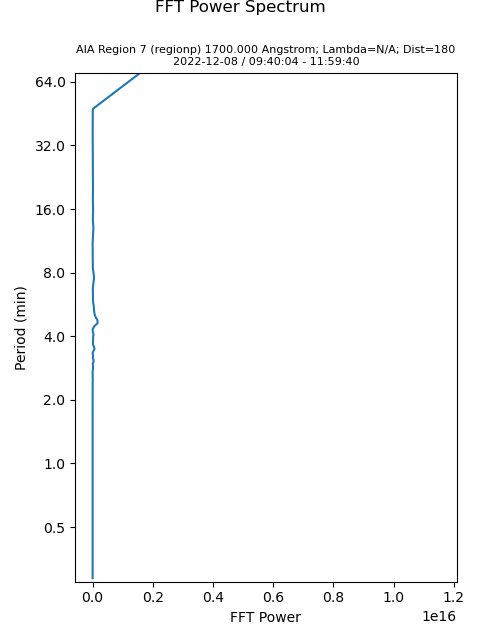 FFT Power Spectrum
AIA Region 7 (regionp) 1700.000 Angstrom; Lambda=N/A; Dist=180
2022-12-08 / 09:40:04 - 11:59:40
64.0
32.0
16.0
8.0
4.0
2.0
1.0
0.5
Period (min)
0.0 0.2 0.4 0.6 0.8 1.0 1.2
1e16
FFT Power